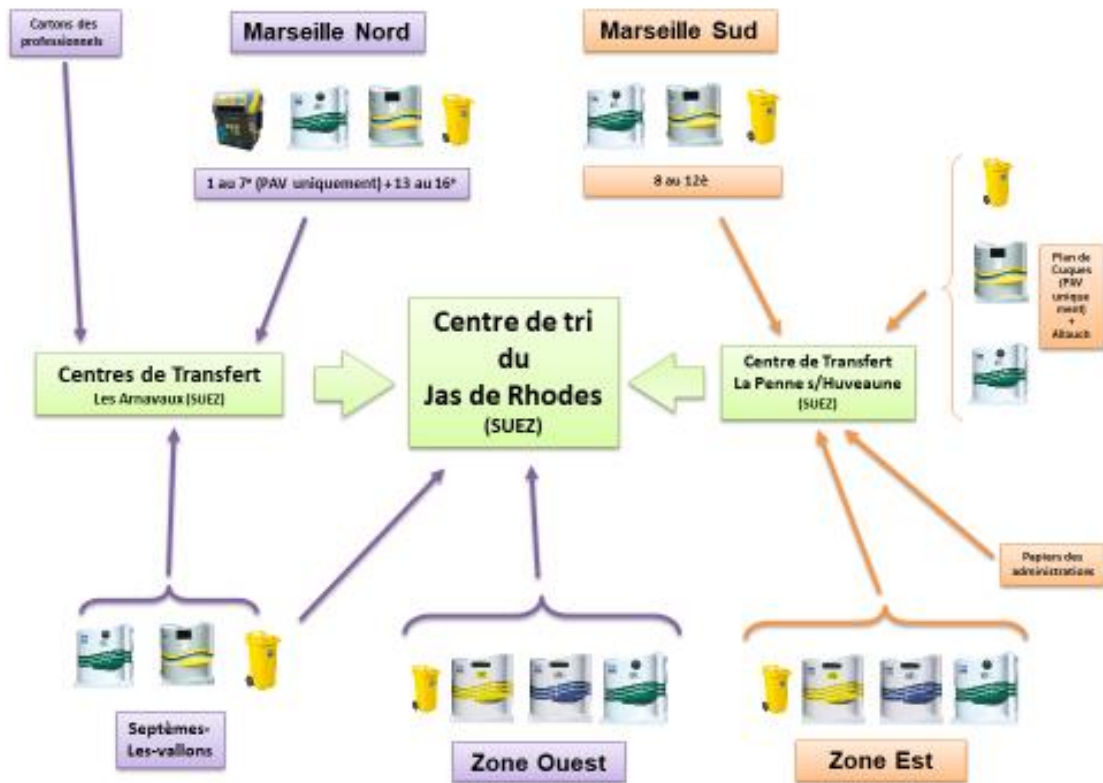 Cartons des
professionnels
Marseille Nord
Marseille Sud
1 au 7e (PAV uniquement) + 13 au 16e
8 au 12è
Plan de
Cuques
(PAV
unique
ment)
+
Allauch
Centres de Transfert
Les Arnavaux (SUEZ)
Centre de tri
du
Jas de Rhodes
(SUEZ)
Centre de Transfert
La Penne s/Huveaune
(SUEZ)
Papiers des
administrations
Septèmes-
Les-vallons
Zone Ouest
Zone Est